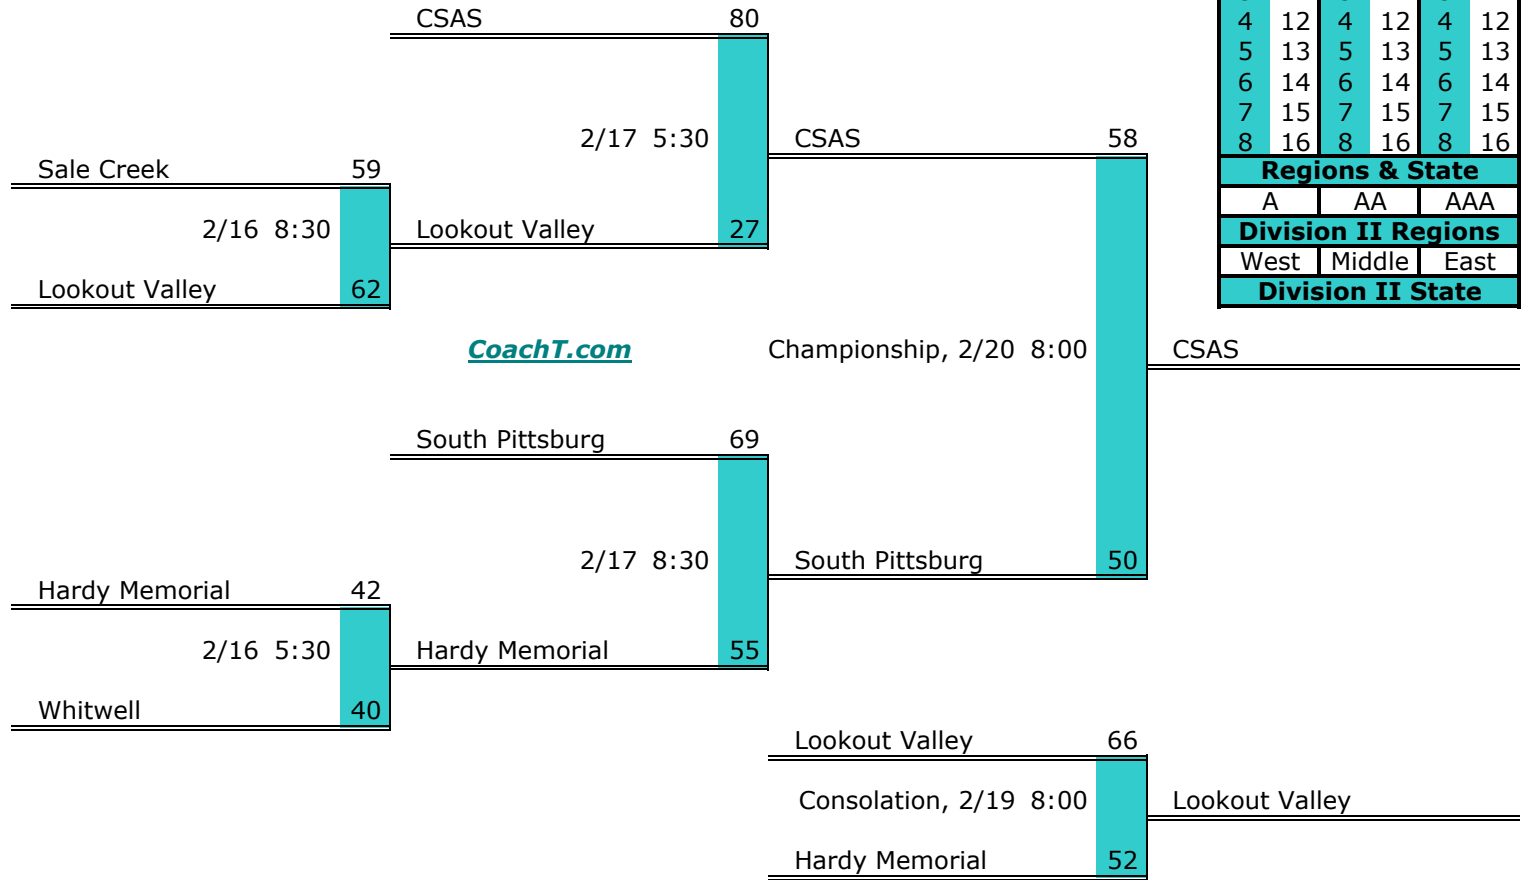 CSAS 80
4 12 4 12 4 12
5 13 5 13 5 13
6 14 6 14 6 14
2/17 5:30 CSAS 58
7 15 7 15 7 15
8 16 8 16 8 16
Sale Creek 59
Regions & State
A AA AAA
2/16 8:30 Lookout Valley 27
Division II Regions
West Middle East
Lookout Valley 62
Division II State
CoachT.com
Championship, 2/20 8:00 CSAS
South Pittsburg 69
2/17 8:30 South Pittsburg 50
Hardy Memorial 42
2/16 5:30 Hardy Memorial 55
Whitwell 40
Lookout Valley 66
Consolation, 2/19 8:00 Lookout Valley
Hardy Memorial 52